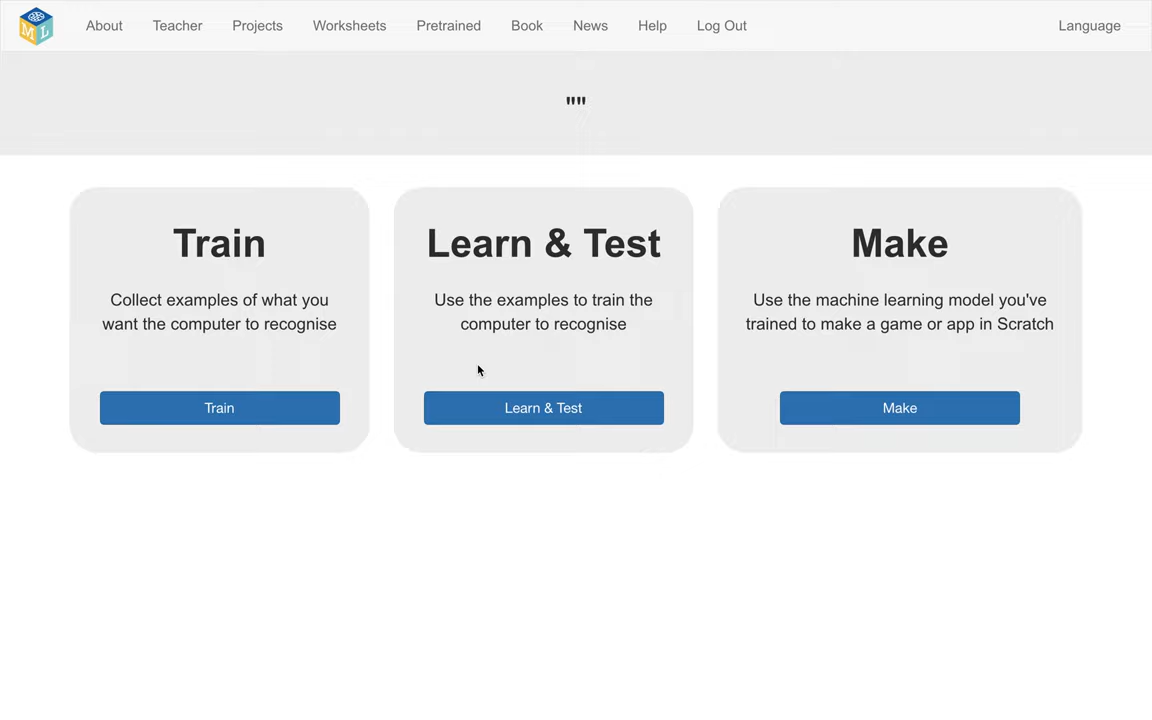 M L
About Teacher Projects Worksheets Pretrained Book News Help Log Out Language
""
Train
Collect examples of what you
want the computer to recognise
Train
Learn & Test
Use the examples to train the
computer to recognise
Learn & Test
Make
Use the machine learning model you've
trained to make a game or app in Scratch
Make